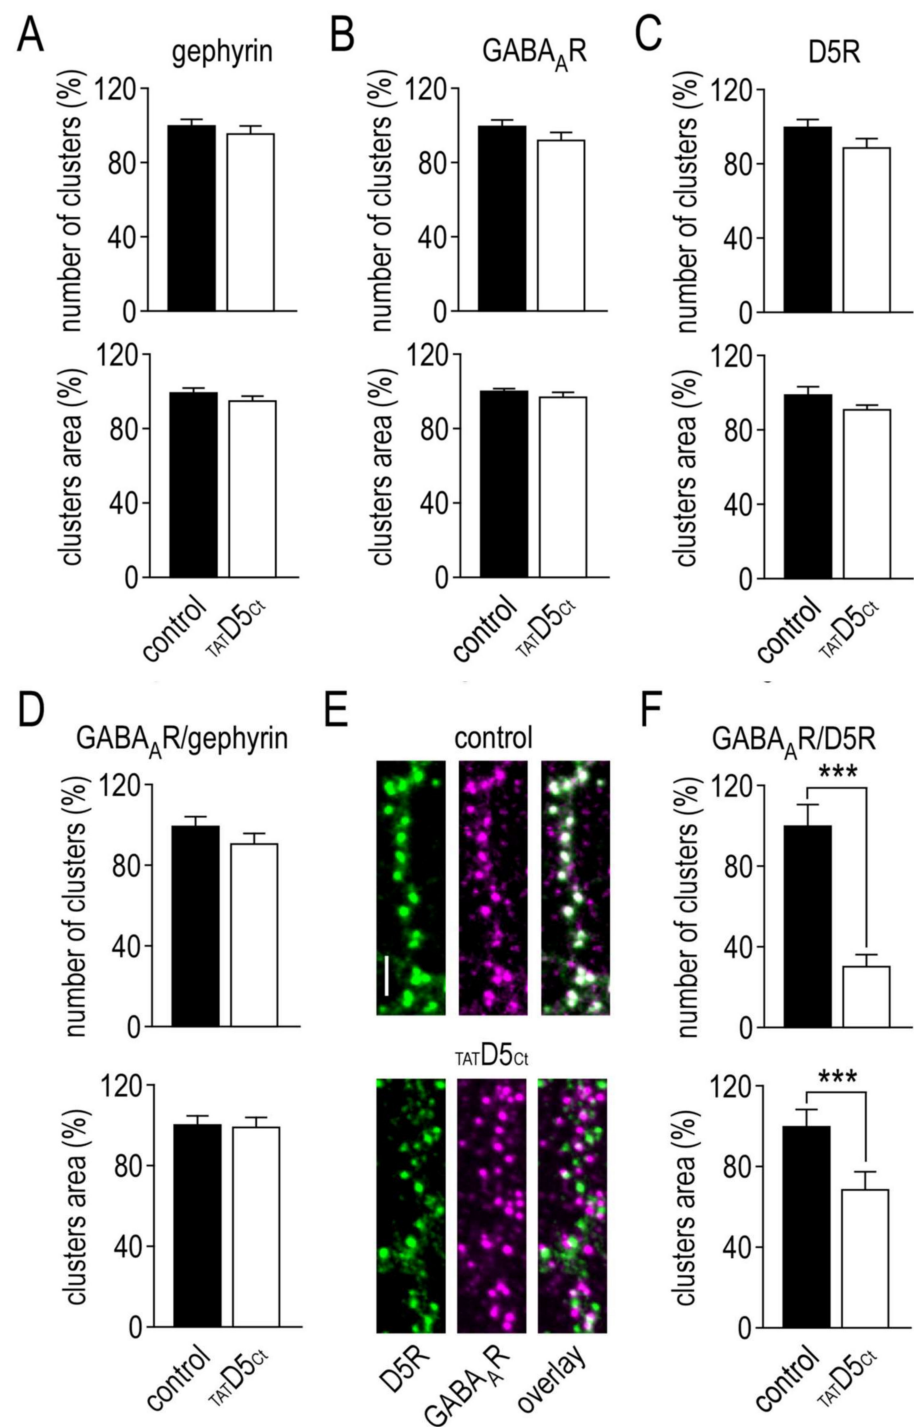 A
gephyrin
number of clusters (%)
120
80
40
0
clusters area (%)
120
80
40
0
control
TATD5Ct
B
GABAAR
number of clusters (%)
120
80
40
0
clusters area (%)
120
80
40
0
control
TATD5Ct
C
D5R
number of clusters (%)
120
80
40
0
clusters area (%)
120
80
40
0
control
TATD5Ct
D
GABAAR/gephyrin
number of clusters (%)
120
80
40
0
clusters area (%)
120
80
40
0
control
TATD5Ct
E
control
TATD5Ct
D5R
GABAAR
overlay
F
GABAAR/D5R
number of clusters (%)
120
80
40
0
***
clusters area (%)
120
80
40
0
***
control
TATD5Ct